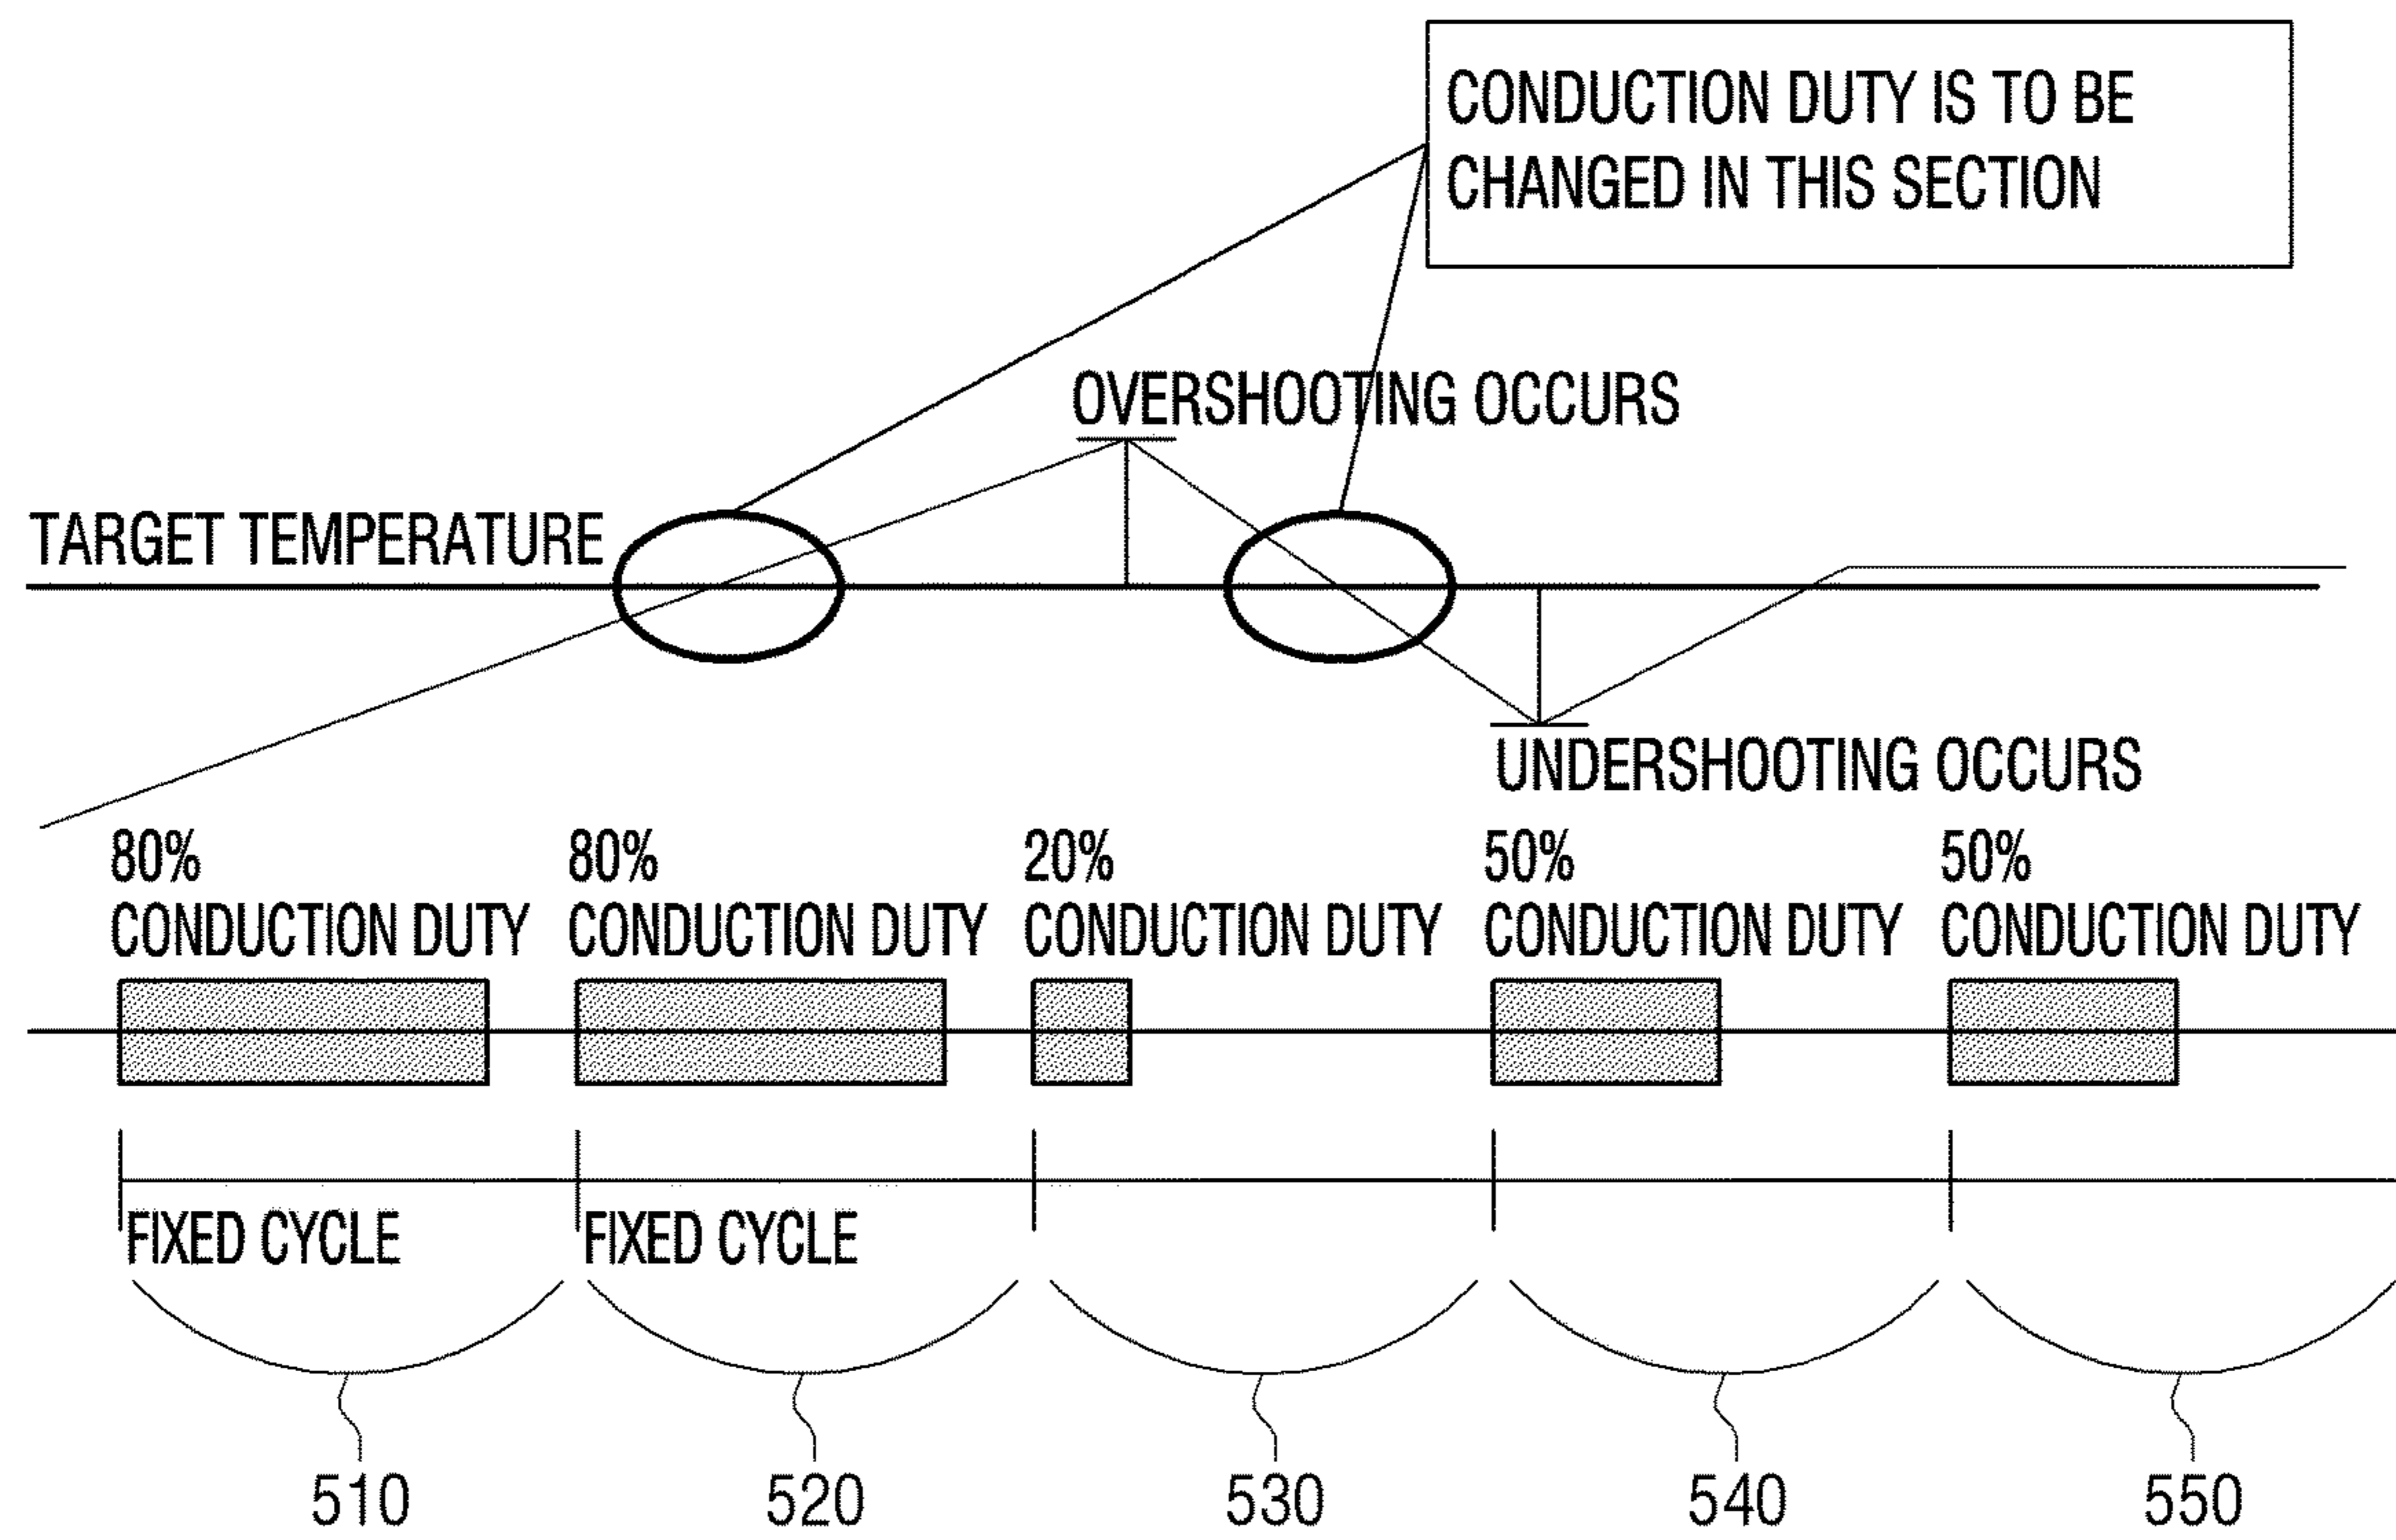 CONDUCTION DUTY IS TO BE
CHANGED IN THIS SECTION
OVERSHOOTING OCCURS
TARGET TEMPERATURE
UNDERSHOOTING OCCURS
80%
CONDUCTION DUTY
80%
CONDUCTION DUTY
20%
CONDUCTION DUTY
50%
CONDUCTION DUTY
50%
CONDUCTION DUTY
FIXED CYCLE
FIXED CYCLE
510
520
530
540
550